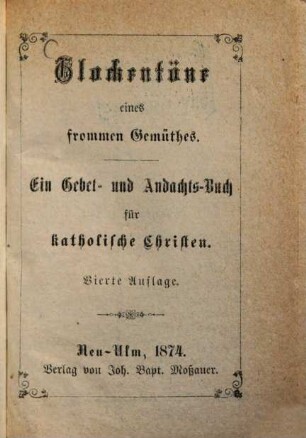 Glockentöne
eines
frommen Gemüthes.
Ein Gebet- und Andachts-Buch
für
katholische Christen.
Vierte Auflage.
Neu-Ulm, 1874.
Verlag von Joh. Bapt. Moßauer.